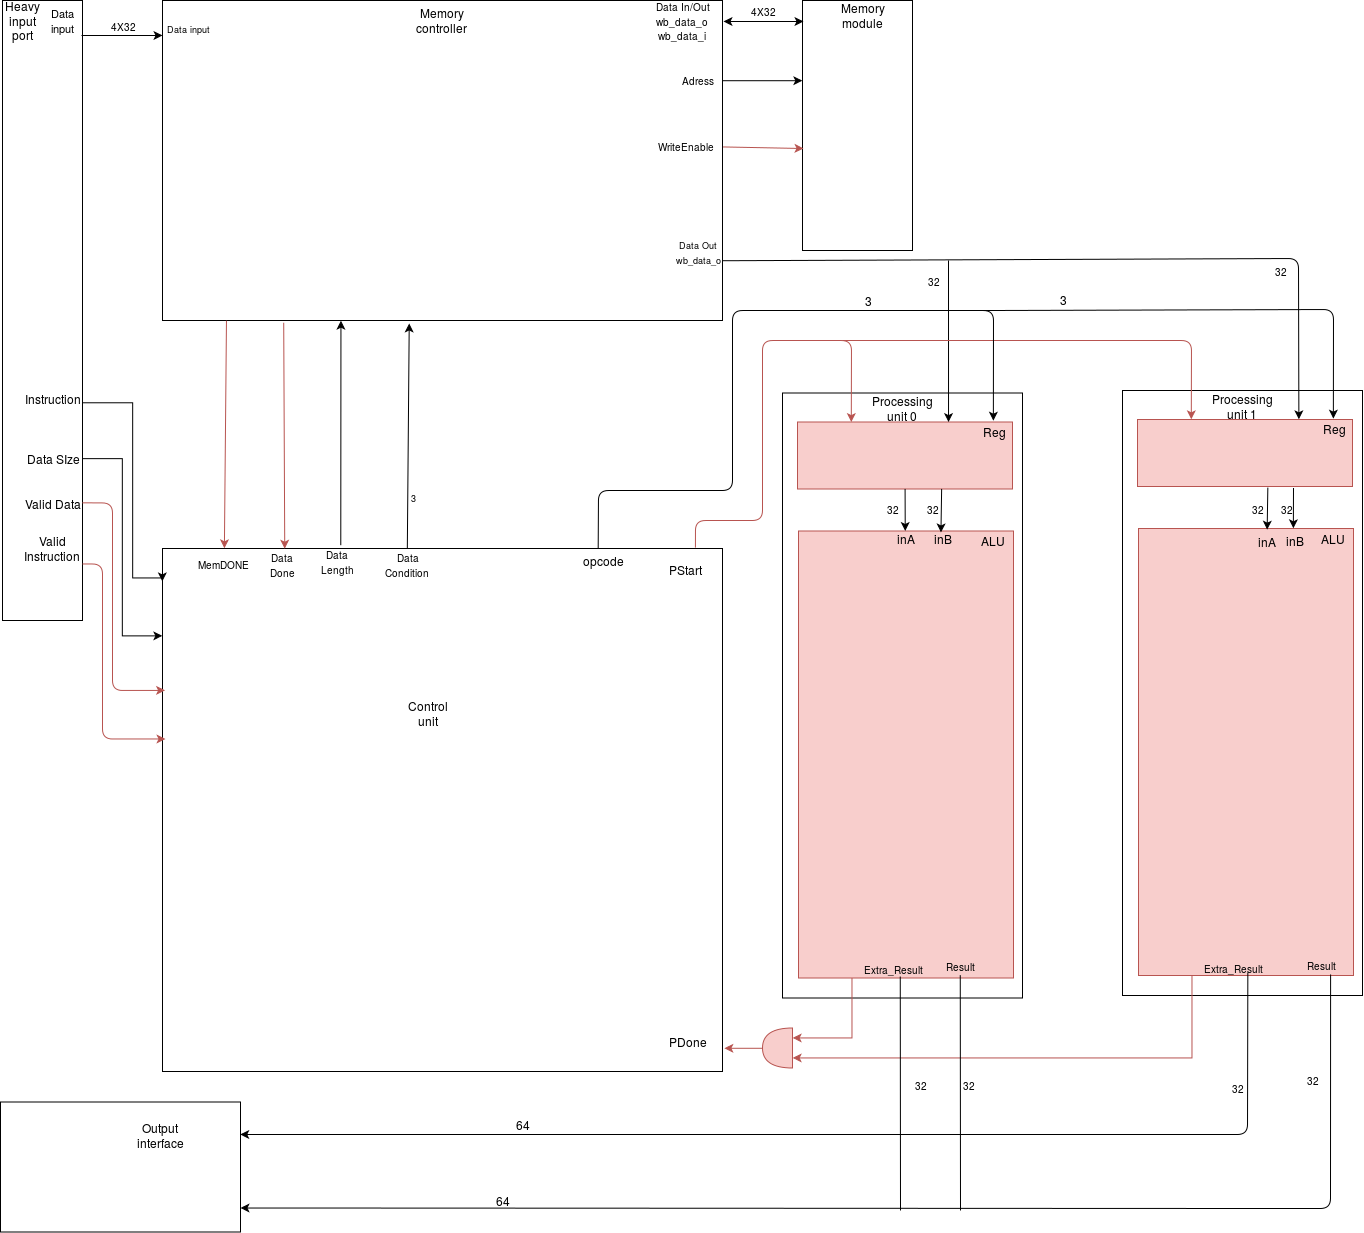 Heavy
input
port
Data
input
4X32
Data input
Memory
controller
Data In/Out
wb_data_o
wb_data_i
4X32
Memory
module
Adress
WriteEnable
Data Out
wb_data_o
32
32
3
3
Instruction
Data SIze
Valid Data
Valid
Instruction
3
MemDONE
Data
Done
Data
Length
Data
Condition
opcode
PStart
Control
unit
PDone
Processing
unit 0
Reg
32
32
inA
inB
ALU
Extra_Result
Result
Processing
unit 1
Reg
32
32
inA
inB
ALU
Extra_Result
Result
32
32
32
32
Output
interface
64
64